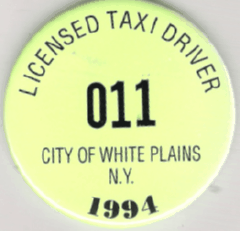 LICENSED TAXI DRIVER
011
CITY OF WHITE PLAINS
N.Y.
1994